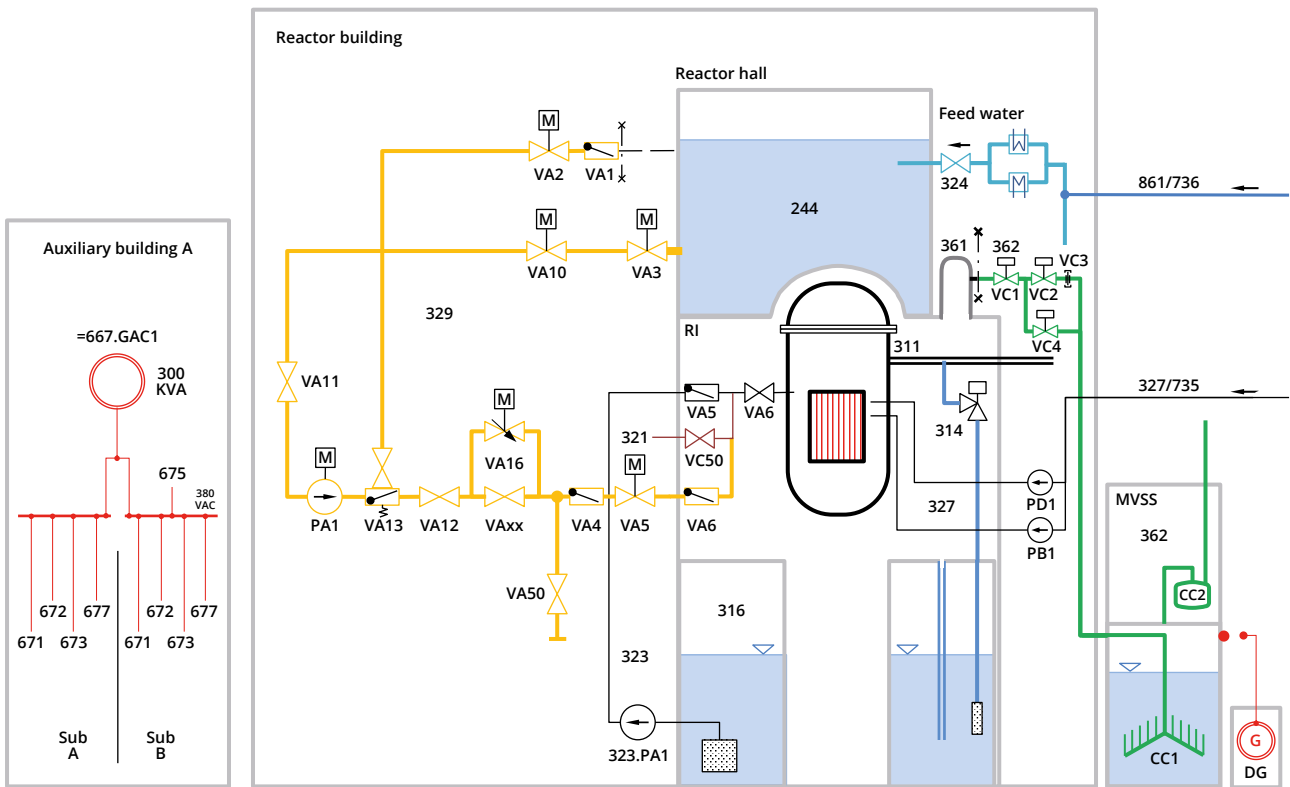 Reactor building
Reactor hall
M
Feed water
VA2
VA1
324
861/736
244
Auxiliary building A
M
M
VA10
VA3
361
362
VC3
VC1
VC2
=667.GAC1
329
RI
VC4
311
300
KVA
VA11
327/735
M
VA5
VA6
314
321
VC50
675
M
VA16
M
380
VAC
PA1
VA13
VA12
VAxx
VA4
VA5
VA6
327
PD1
MVSS
362
PB1
672
677
672
677
671
673
671
673
VA50
316
CC2
323
Sub
A
Sub
B
323.PA1
CC1
G
DG